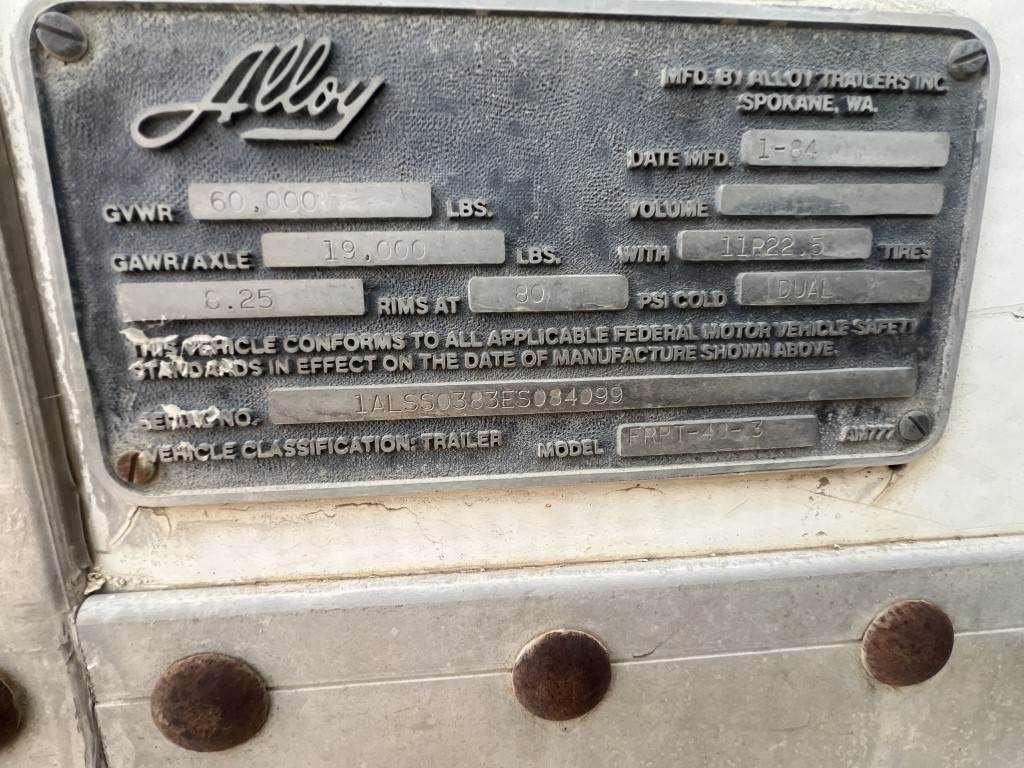 Alloy
MFD. BY ALLOY TRAILERS INC.
SPOKANE, WA.
DATE MFD. 1-84
GVWR 60,000 LBS. VOLUME
GAWR/AXLE 19,000 LBS. WITH 11R22.5 TIRES
8.25 RIMS AT 80 PSI COLD DUAL
THIS VEHICLE CONFORMS TO ALL APPLICABLE FEDERAL MOTOR VEHICLE SAFETY
STANDARDS IN EFFECT ON THE DATE OF MANUFACTURE SHOWN ABOVE.
SERIAL NO. 1ALSS0383ES084099
VEHICLE CLASSIFICATION: TRAILER MODEL AM777